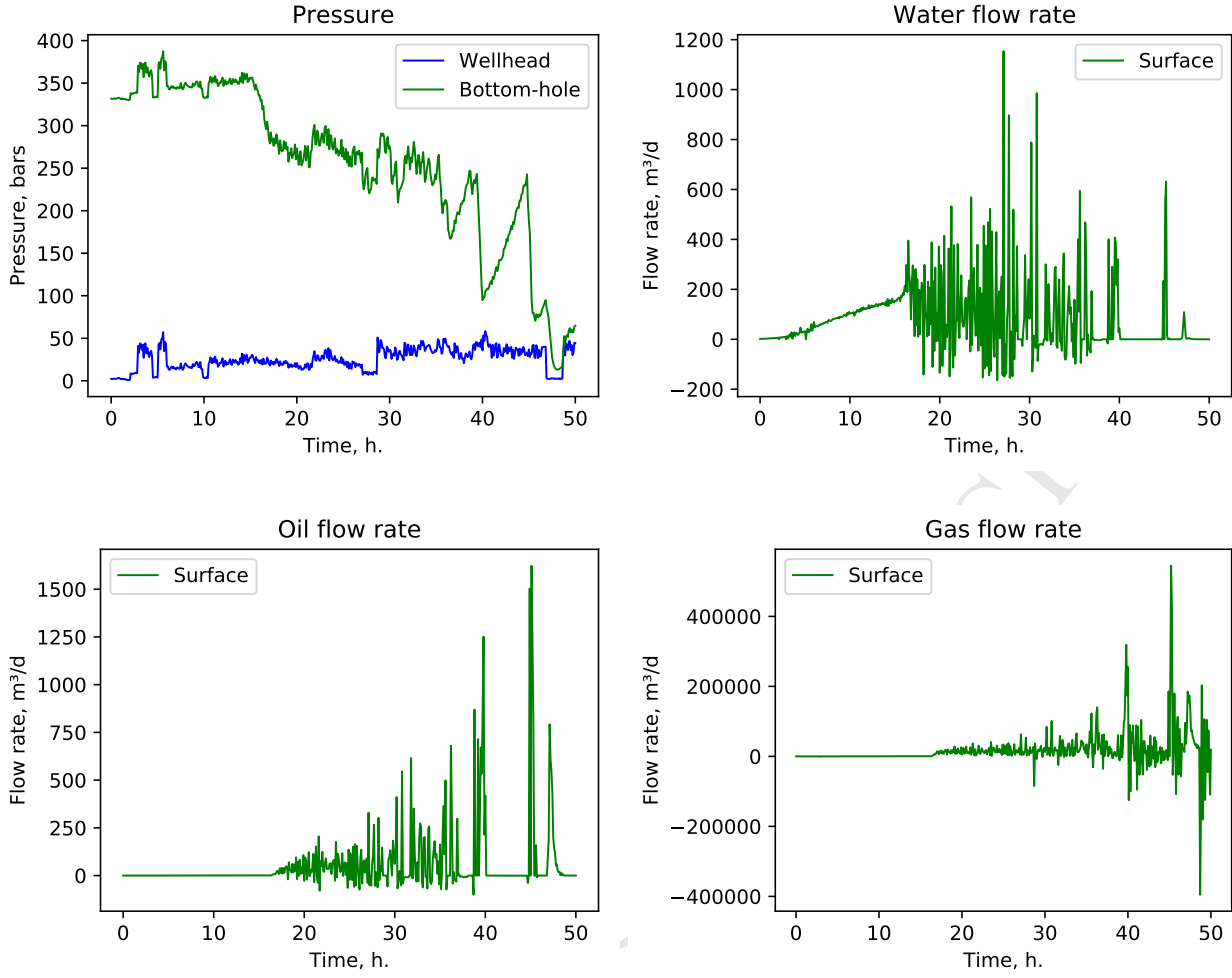 Pressure
Water flow rate
400
350
300
250
200
150
100
50
0
Pressure, bars
Wellhead
Bottom-hole
0 10 20 30 40 50
Time, h.
1200
1000
800
600
400
200
0
−200
Flow rate, m³/d
Surface
0 10 20 30 40 50
Time, h.
Oil flow rate
Gas flow rate
1500
1250
1000
750
500
250
0
Flow rate, m³/d
Surface
0 10 20 30 40 50
Time, h.
400000
200000
0
−200000
−400000
Flow rate, m³/d
Surface
0 10 20 30 40 50
Time, h.